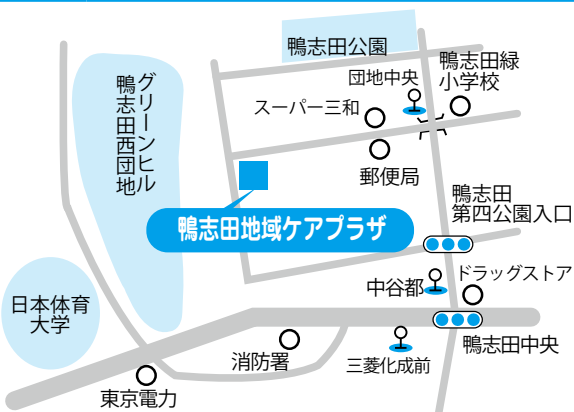 鴨志田公園
鴨志田緑
小学校
団地中央
スーパー三和
グリーンヒル
鴨志田西団地
郵便局
鴨志田
第四公園入口
鴨志田地域ケアプラザ
中谷都
ドラッグストア
日本体育
大学
鴨志田中央
消防署
三菱化成前
東京電力